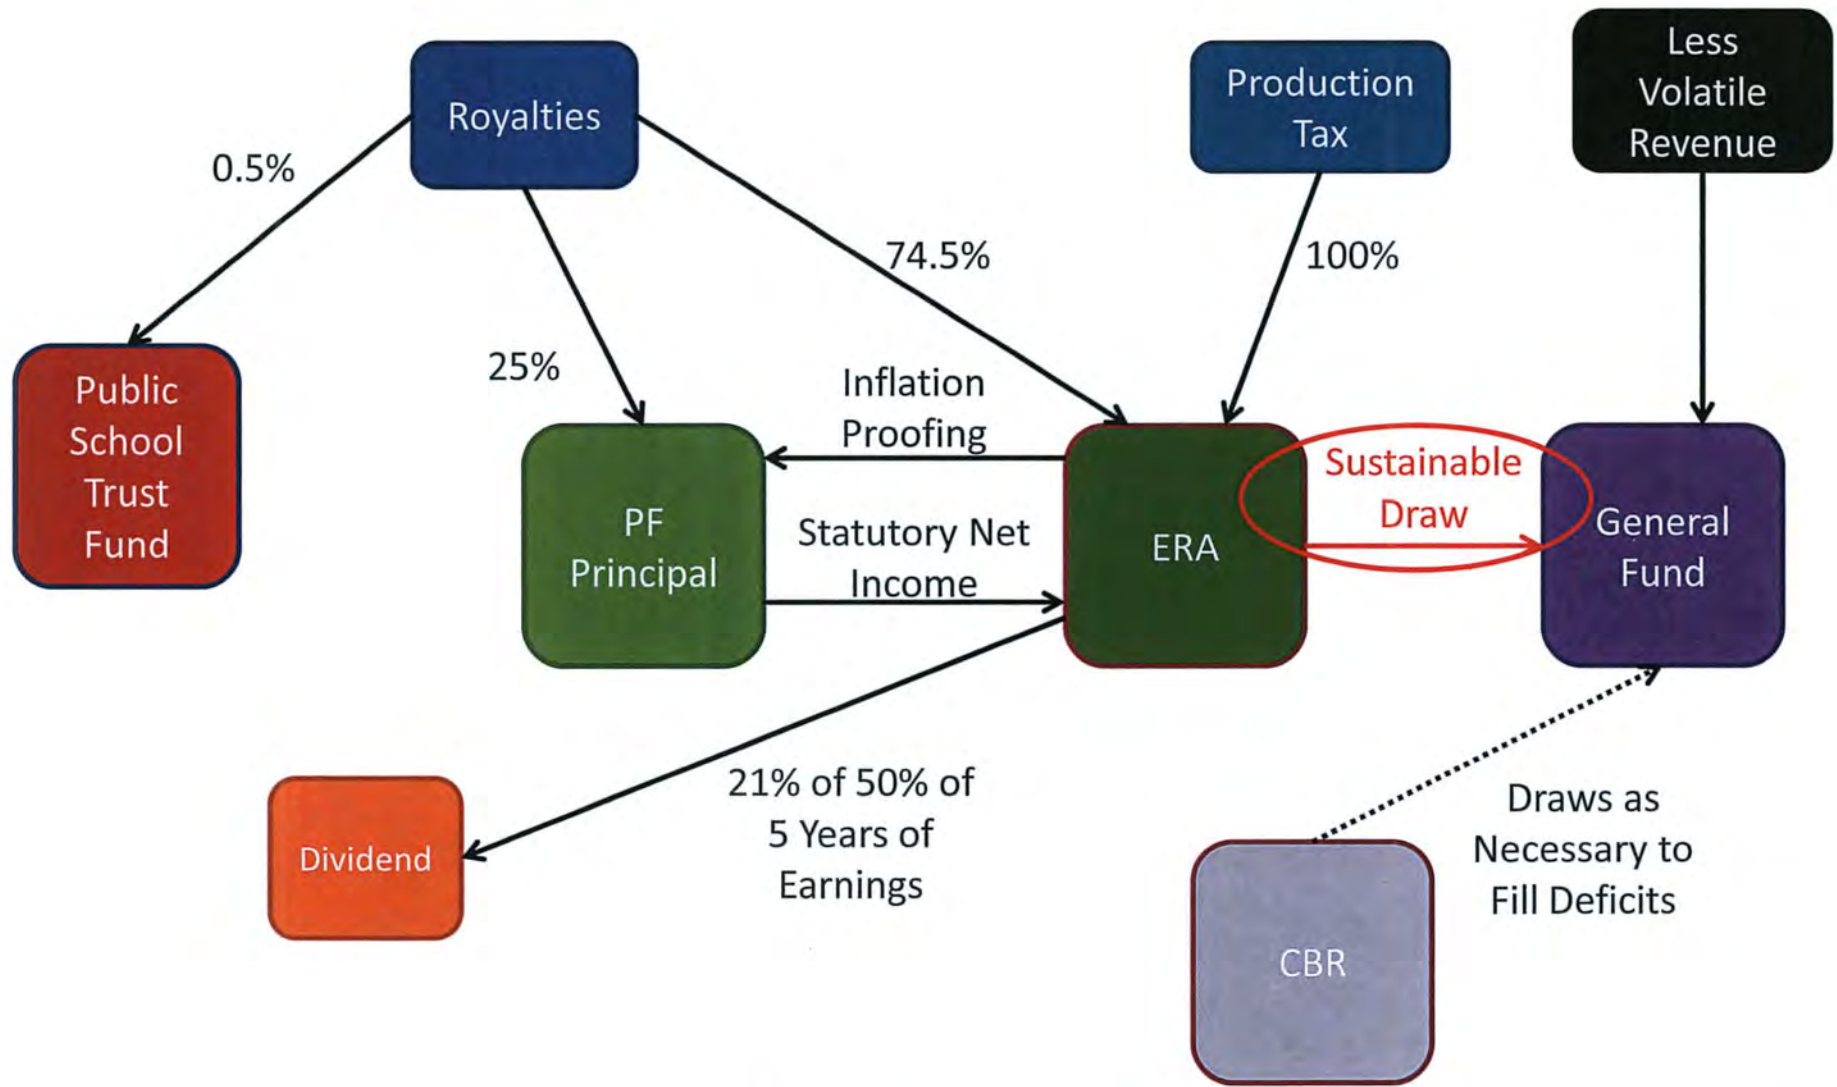 Royalties
Production
Tax
Less
Volatile
Revenue
0.5%
74.5%
100%
25%
Public
School
Trust
Fund
Inflation
Proofing
PF
Principal
Statutory Net
Income
ERA
Sustainable
Draw
General
Fund
Dividend
21% of 50% of
5 Years of
Earnings
Draws as
Necessary to
Fill Deficits
CBR